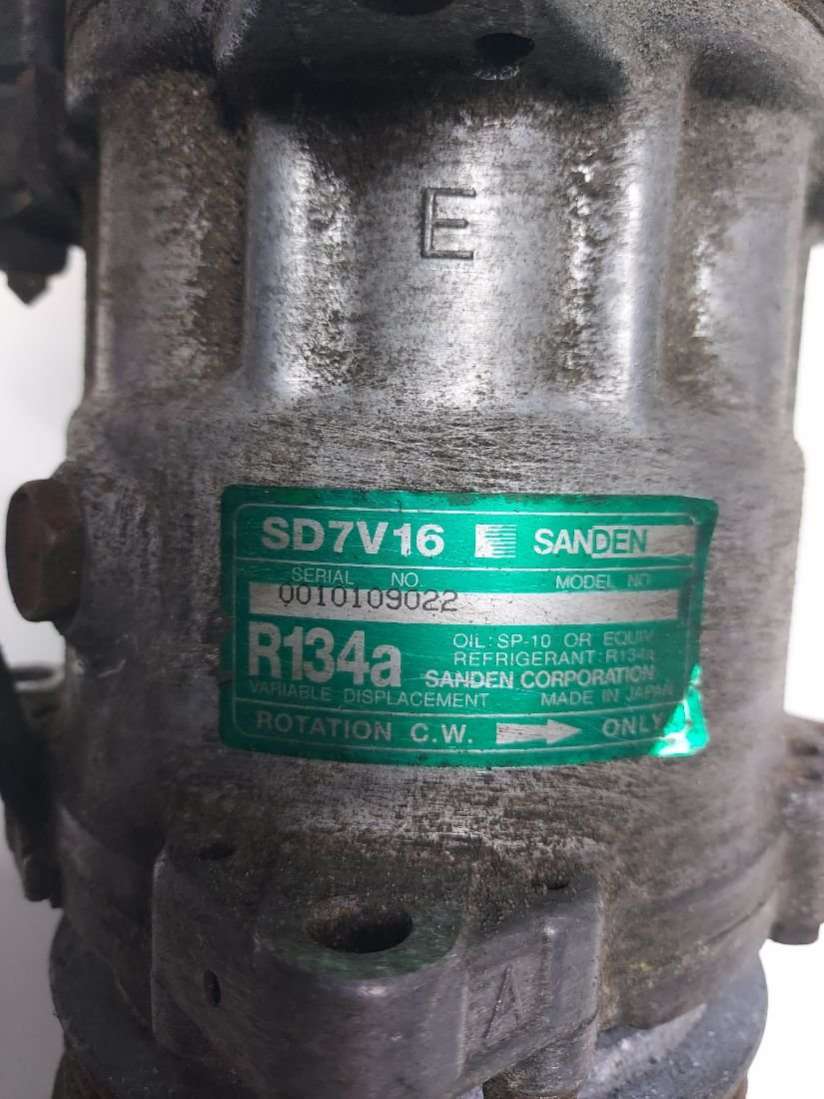 E
SD7V16 SANDEN
SERIAL NO. MODEL NO
0010109022
R134a
OIL: SP-10 OR EQUIV
REFRIGERANT: R134a
SANDEN CORPORATION
VARIABLE DISPLACEMENT MADE IN JAPAN
ROTATION C.W. ONLY
A